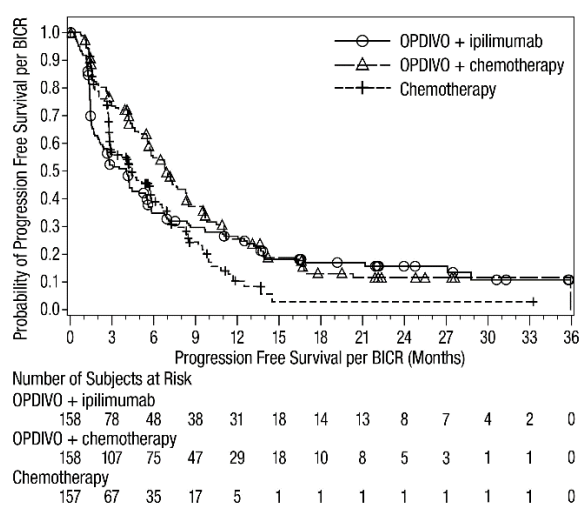 OPDIVO + ipilimumab
OPDIVO + chemotherapy
Chemotherapy
Probability of Progression Free Survival per BICR
1.0
0.9
0.8
0.7
0.6
0.5
0.4
0.3
0.2
0.1
0.0
0 3 6 9 12 15 18 21 24 27 30 33 36
Progression Free Survival per BICR (Months)
Number of Subjects at Risk
OPDIVO + ipilimumab
158 78 48 38 31 18 14 13 8 7 4 2 0
OPDIVO + chemotherapy
158 107 75 47 29 18 10 8 5 3 1 1 0
Chemotherapy
157 67 35 17 5 1 1 1 1 1 1 1 0